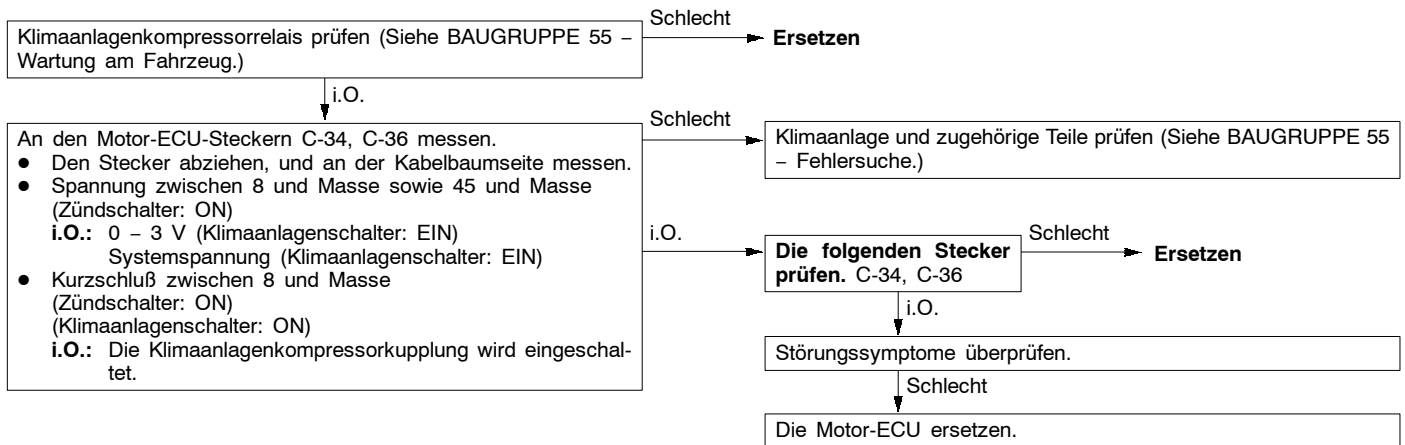 Klimaanlagenkompressorrelais prüfen (Siehe BAUGRUPPE 55 –
Wartung am Fahrzeug.)
Schlecht
Ersetzen
i.O.
An den Motor-ECU-Steckern C-34, C-36 messen.
● Den Stecker abziehen, und an der Kabelbaumseite messen.
● Spannung zwischen 8 und Masse sowie 45 und Masse
(Zündschalter: ON)
i.O.: 0 – 3 V (Klimaanlagenschalter: EIN)
Systemspannung (Klimaanlagenschalter: EIN)
● Kurzschluß zwischen 8 und Masse
(Zündschalter: ON)
(Klimaanlagenschalter: ON)
i.O.: Die Klimaanlagenkompressorkupplung wird eingeschal-
tet.
Schlecht
Klimaanlage und zugehörige Teile prüfen (Siehe BAUGRUPPE 55
– Fehlersuche.)
i.O.
Die folgenden Stecker
prüfen. C-34, C-36
Schlecht
Ersetzen
i.O.
Störungssymptome überprüfen.
Schlecht
Die Motor-ECU ersetzen.